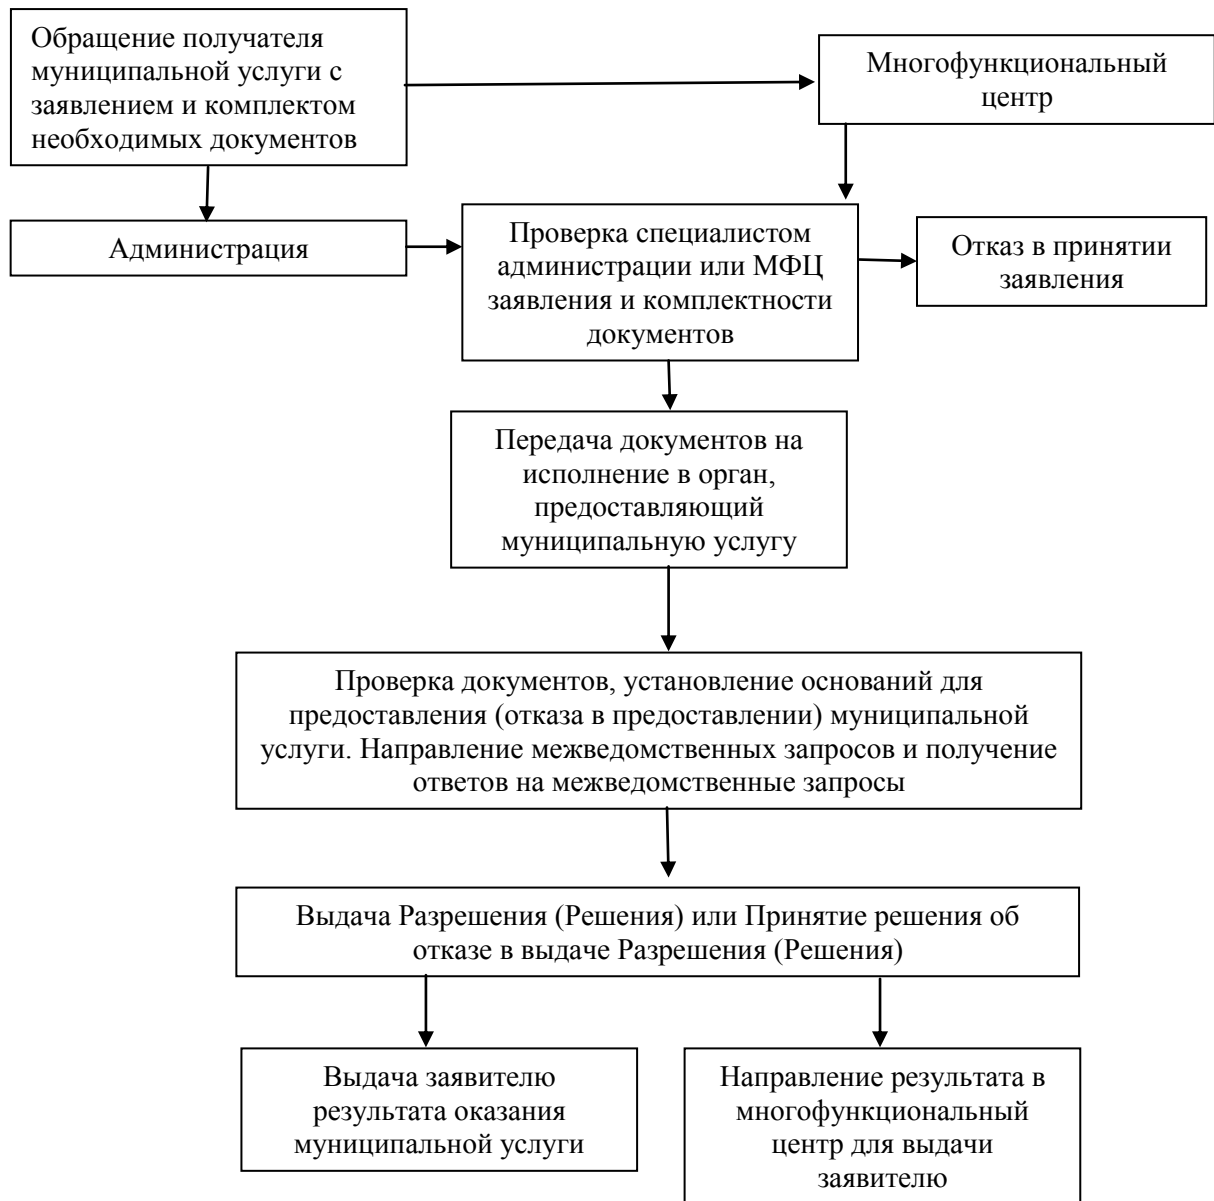 Обращение получателя
муниципальной услуги с
заявлением и комплектом
необходимых документов
Многофункциональный
центр
Администрация
Проверка специалистом
администрации или МФЦ
заявления и комплектности
документов
Отказ в принятии
заявления
Передача документов на
исполнение в орган,
предоставляющий
муниципальную услугу
Проверка документов, установление оснований для
предоставления (отказа в предоставлении) муниципальной
услуги. Направление межведомственных запросов и получение
ответов на межведомственные запросы
Выдача Разрешения (Решения) или Принятие решения об
отказе в выдаче Разрешения (Решения)
Выдача заявителю
результата оказания
муниципальной услуги
Направление результата в
многофункциональный
центр для выдачи
заявителю